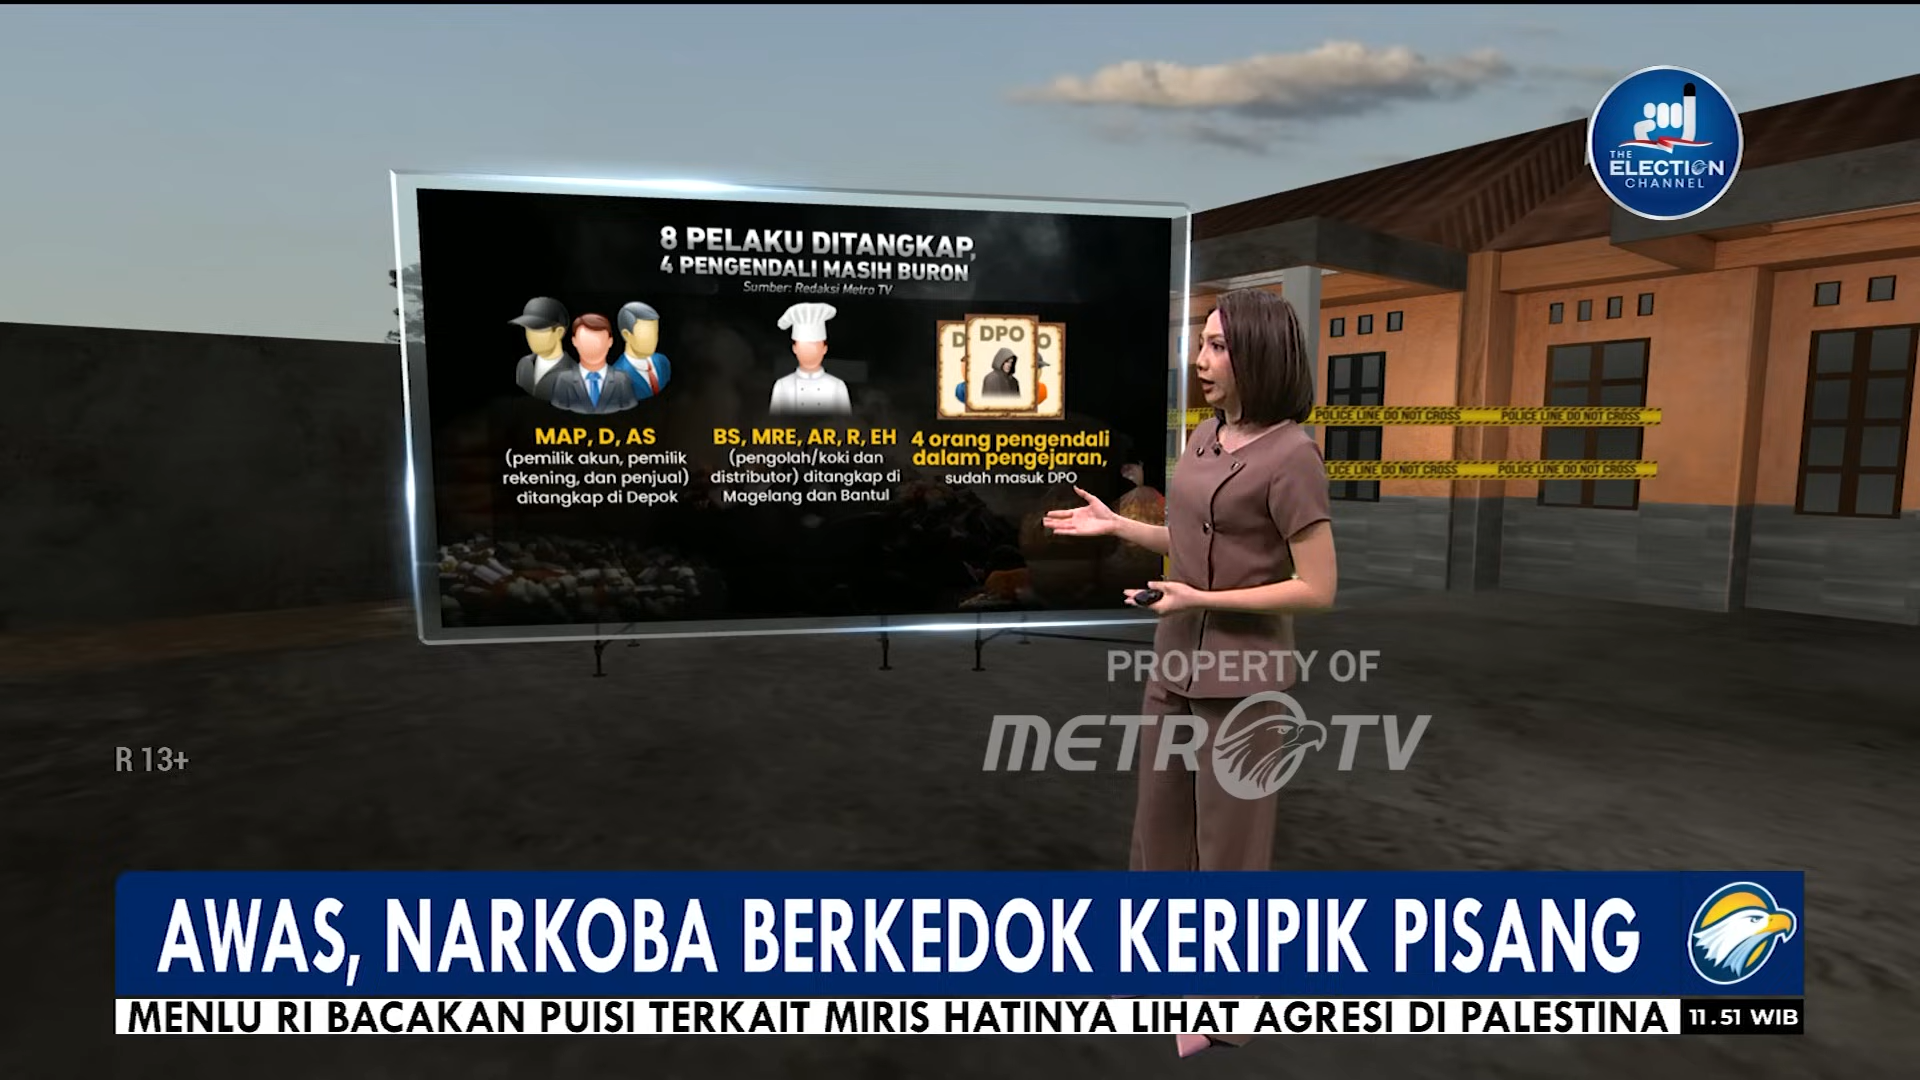 THE
ELECTION
CHANNEL
8 PELAKU DITANGKAP,
4 PENGENDALI MASIH BURON
Sumber: Redaksi Metro TV
D DPO O
MAP, D, AS
(pemilik akun, pemilik
rekening, dan penjual)
ditangkap di Depok
BS, MRE, AR, R, EH
(pengolah/koki dan
distributor) ditangkap di
Magelang dan Bantul
4 orang pengendali
dalam pengejaran,
sudah masuk DPO
POLICE LINE DO NOT CROSS POLICE LINE DO NOT CROSS
LICE LINE DO NOT CROSS POLICE LINE DO NOT CROSS
PROPERTY OF
METRO TV
R 13+
AWAS, NARKOBA BERKEDOK KERIPIK PISANG
MENLU RI BACAKAN PUISI TERKAIT MIRIS HATINYA LIHAT AGRESI DI PALESTINA
11.51 WIB